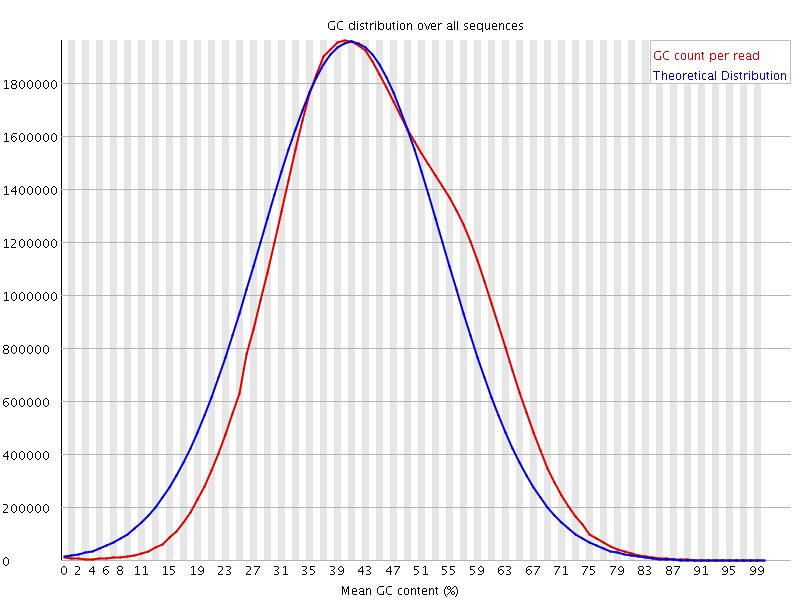 GC distribution over all sequences
GC count per read
Theoretical Distribution
1800000
1600000
1400000
1200000
1000000
800000
600000
400000
200000
0
0 2 4 6 8 11 15 19 23 27 31 35 39 43 47 51 55 59 63 67 71 75 79 83 87 91 95 99
Mean GC content (%)